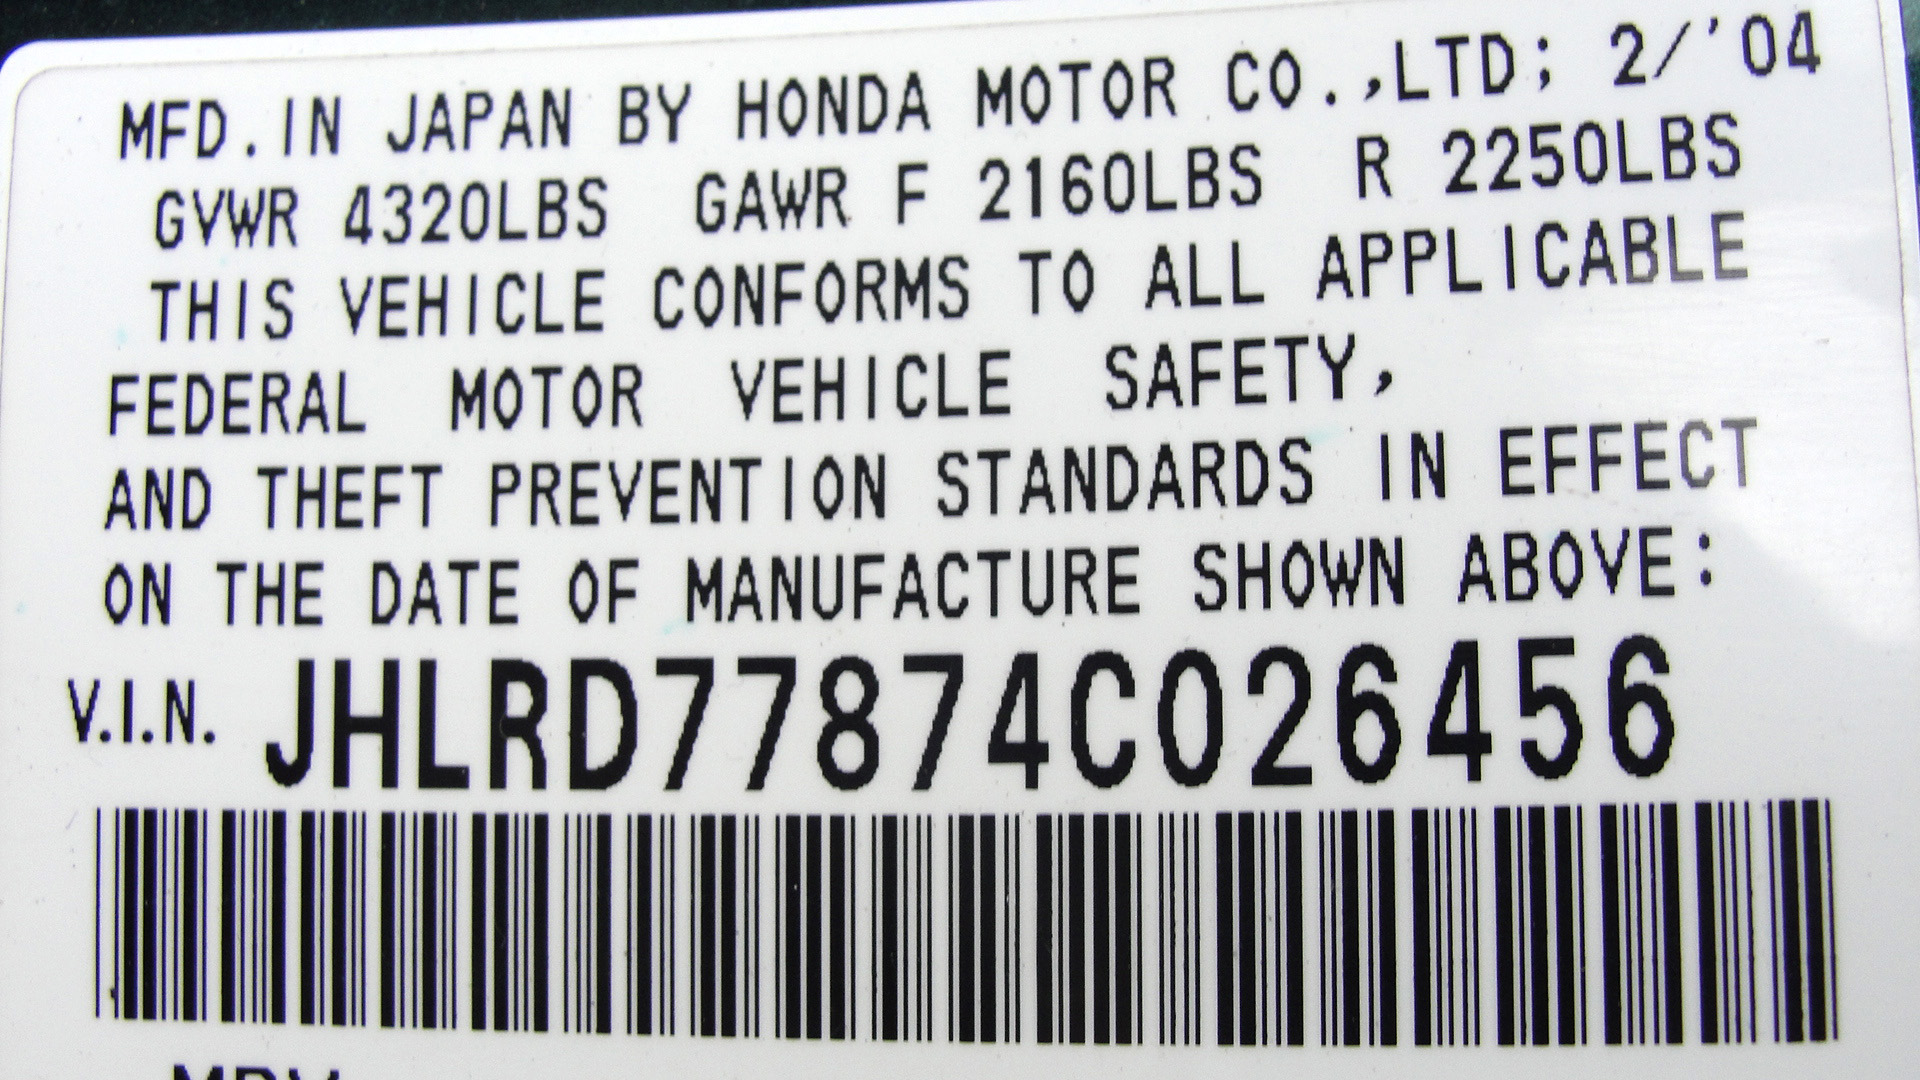 MFD.IN JAPAN BY HONDA MOTOR CO.,LTD; 2/'04
GVWR 4320LBS GAWR F 2160LBS R 2250LBS
THIS VEHICLE CONFORMS TO ALL APPLICABLE
FEDERAL MOTOR VEHICLE SAFETY,
AND THEFT PREVENTION STANDARDS IN EFFECT
ON THE DATE OF MANUFACTURE SHOWN ABOVE:
V.I.N. JHLRD77874C026456